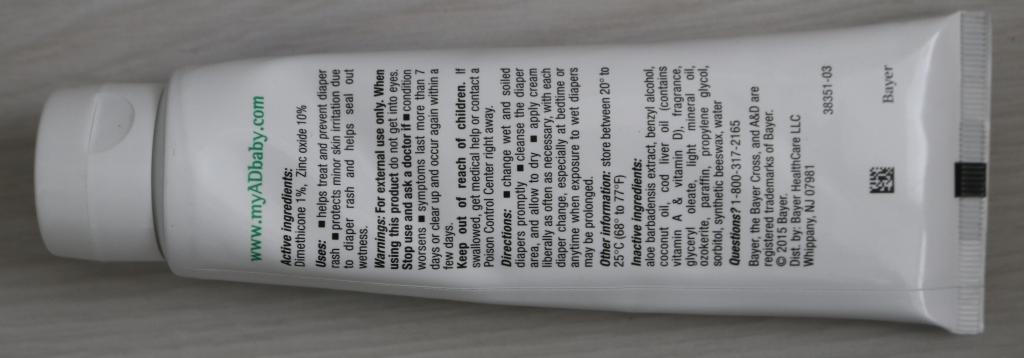 www.myADbaby.com
Active ingredients:
Dimethicone 1%, Zinc oxide 10%
Uses: ■ helps treat and prevent diaper
rash ■ protects minor skin irritation due
to diaper rash and helps seal out
wetness.
Warnings: For external use only. When
using this product do not get into eyes.
Stop use and ask a doctor if ■ condition
worsens ■ symptoms last more than 7
days or clear up and occur again within a
few days.
Keep out of reach of children. If
swallowed, get medical help or contact a
Poison Control Center right away.
Directions: ■ change wet and soiled
diapers promptly ■ cleanse the diaper
area, and allow to dry ■ apply cream
liberally as often as necessary, with each
diaper change, especially at bedtime or
anytime when exposure to wet diapers
may be prolonged.
Other information: store between 20° to
25°C (68° to 77°F)
Inactive ingredients:
aloe barbadensis extract, benzyl alcohol,
coconut oil, cod liver oil (contains
vitamin A & vitamin D), fragrance,
glyceryl oleate, light mineral oil,
ozokerite, paraffin, propylene glycol,
sorbitol, synthetic beeswax, water
Questions? 1-800-317-2165
Bayer, the Bayer Cross, and A&D are
registered trademarks of Bayer.
© 2015 Bayer
Dist. by: Bayer HealthCare LLC
Whippany, NJ 07981
38351-03
Bayer